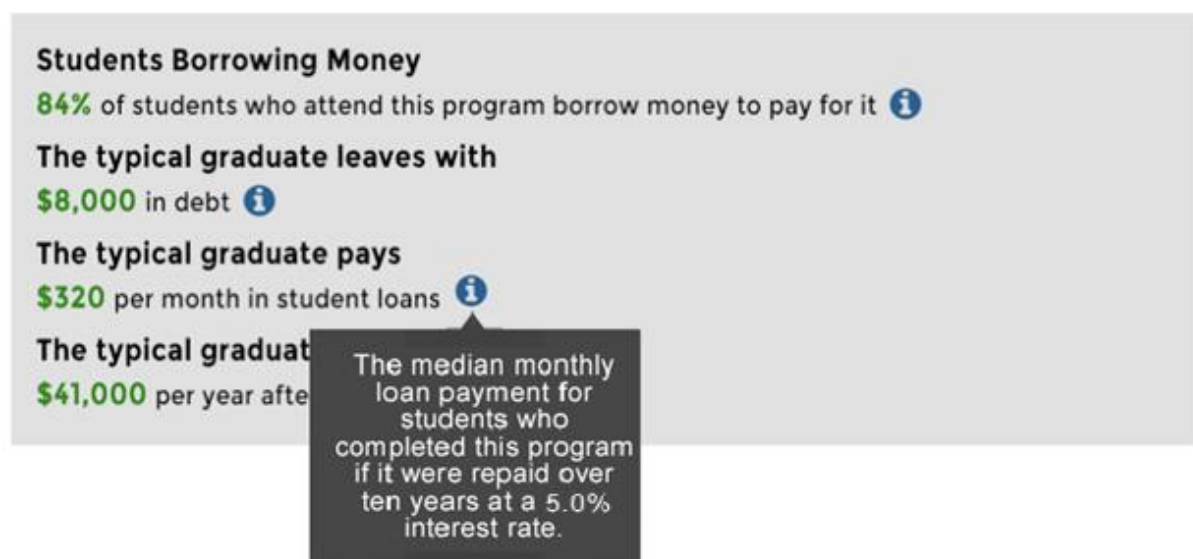 Students Borrowing Money
84% of students who attend this program borrow money to pay for it
The typical graduate leaves with
$8,000 in debt
The typical graduate pays
$320 per month in student loans
The typical graduat
$41,000 per year afte
The median monthly
loan payment for
students who
completed this program
if it were repaid over
ten years at a 5.0%
interest rate.